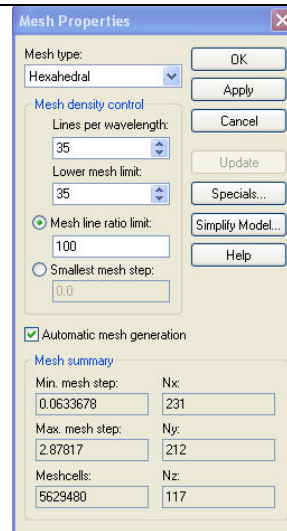 Mesh Properties
Mesh type:
Hexahedral
OK
Apply
Cancel
Update
Specials...
Simplify Model...
Help
Mesh density control
Lines per wavelength:
35
Lower mesh limit:
35
Mesh line ratio limit:
100
Smallest mesh step:
0.0
Automatic mesh generation
Mesh summary
Min. mesh step: Nx:
0.0633678 231
Max. mesh step: Ny:
2.87817 212
Meshcells: Nz:
5629480 117